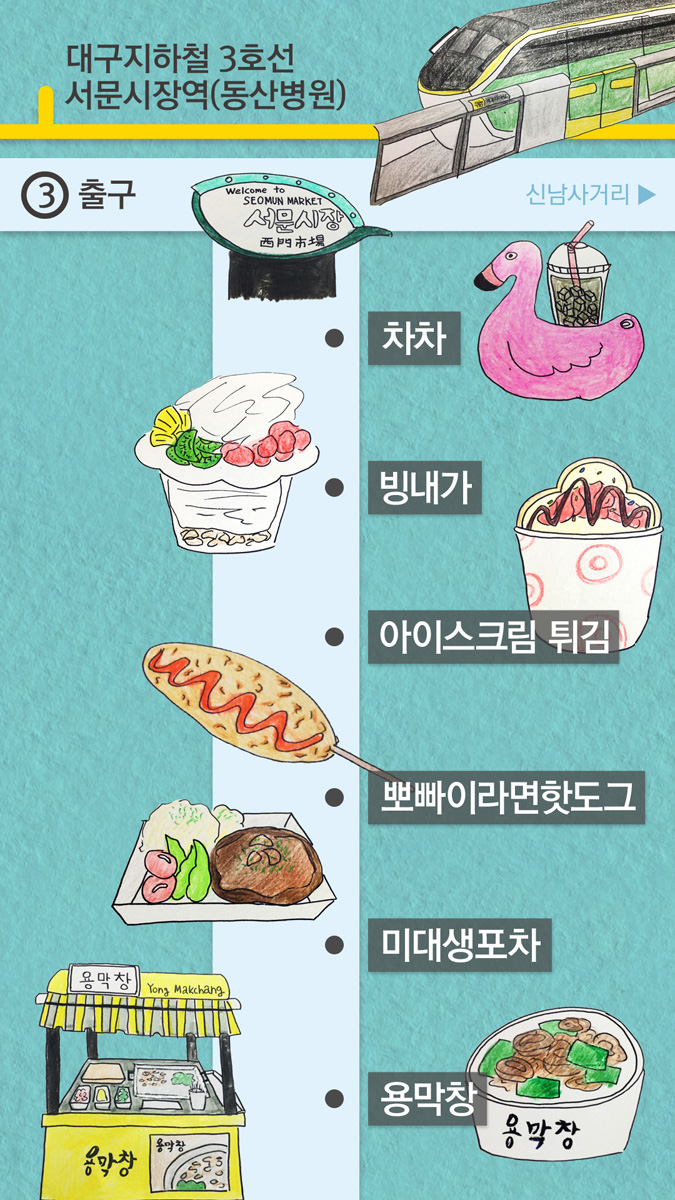 대구지하철 3호선
서문시장역(동산병원)
3 출구
신남사거리 ▶
Welcome to
SEOMUN MARKET
서문시장
西門市場
차차
빙내가
아이스크림 튀김
뽀빠이라면핫도그
미대생포차
용막창
용막창 Yong Makchang
용막창
용막창
용막창